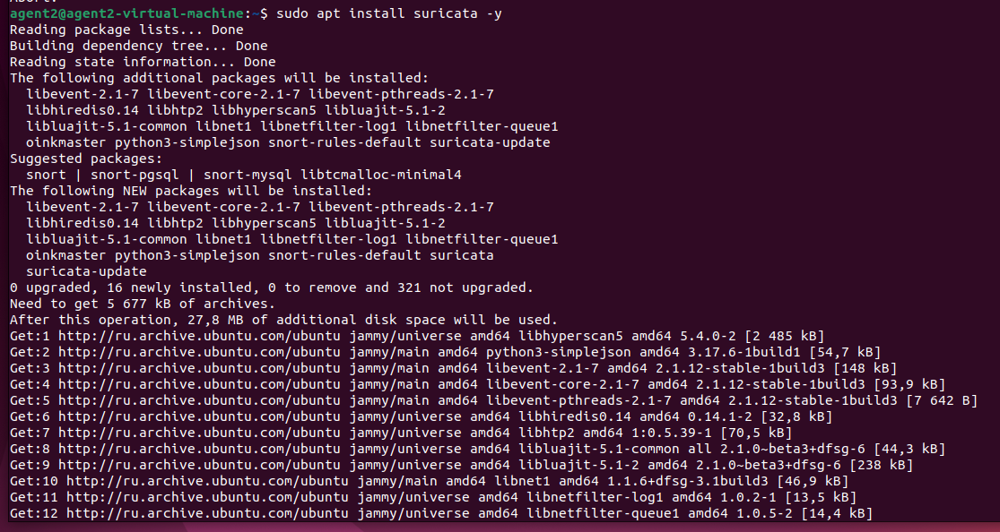 agent2@agent2-virtual-machine:~$ sudo apt install suricata -y
Reading package lists... Done
Building dependency tree... Done
Reading state information... Done
The following additional packages will be installed:
  libevent-2.1-7 libevent-core-2.1-7 libevent-pthreads-2.1-7
  libhiredis0.14 libhtp2 libhyperscan5 libluajit-5.1-2
  libluajit-5.1-common libnet1 libnetfilter-log1 libnetfilter-queue1
  oinkmaster python3-simplejson snort-rules-default suricata-update
Suggested packages:
  snort | snort-pgsql | snort-mysql libtcmalloc-minimal4
The following NEW packages will be installed:
  libevent-2.1-7 libevent-core-2.1-7 libevent-pthreads-2.1-7
  libhiredis0.14 libhtp2 libhyperscan5 libluajit-5.1-2
  libluajit-5.1-common libnet1 libnetfilter-log1 libnetfilter-queue1
  oinkmaster python3-simplejson snort-rules-default suricata
  suricata-update
0 upgraded, 16 newly installed, 0 to remove and 321 not upgraded.
Need to get 5 677 kB of archives.
After this operation, 27,8 MB of additional disk space will be used.
Get:1 http://ru.archive.ubuntu.com/ubuntu jammy/universe amd64 libhyperscan5 amd64 5.4.0-2 [2 485 kB]
Get:2 http://ru.archive.ubuntu.com/ubuntu jammy/main amd64 python3-simplejson amd64 3.17.6-1build1 [54,7 kB]
Get:3 http://ru.archive.ubuntu.com/ubuntu jammy/main amd64 libevent-2.1-7 amd64 2.1.12-stable-1build3 [148 kB]
Get:4 http://ru.archive.ubuntu.com/ubuntu jammy/main amd64 libevent-core-2.1-7 amd64 2.1.12-stable-1build3 [93,9 kB]
Get:5 http://ru.archive.ubuntu.com/ubuntu jammy/main amd64 libevent-pthreads-2.1-7 amd64 2.1.12-stable-1build3 [7 642 B]
Get:6 http://ru.archive.ubuntu.com/ubuntu jammy/universe amd64 libhiredis0.14 amd64 0.14.1-2 [32,8 kB]
Get:7 http://ru.archive.ubuntu.com/ubuntu jammy/universe amd64 libhtp2 amd64 1:0.5.39-1 [70,5 kB]
Get:8 http://ru.archive.ubuntu.com/ubuntu jammy/universe amd64 libluajit-5.1-common all 2.1.0~beta3+dfsg-6 [44,3 kB]
Get:9 http://ru.archive.ubuntu.com/ubuntu jammy/universe amd64 libluajit-5.1-2 amd64 2.1.0~beta3+dfsg-6 [238 kB]
Get:10 http://ru.archive.ubuntu.com/ubuntu jammy/main amd64 libnet1 amd64 1.1.6+dfsg-3.1build3 [46,9 kB]
Get:11 http://ru.archive.ubuntu.com/ubuntu jammy/universe amd64 libnetfilter-log1 amd64 1.0.2-1 [13,5 kB]
Get:12 http://ru.archive.ubuntu.com/ubuntu jammy/universe amd64 libnetfilter-queue1 amd64 1.0.5-2 [14,4 kB]